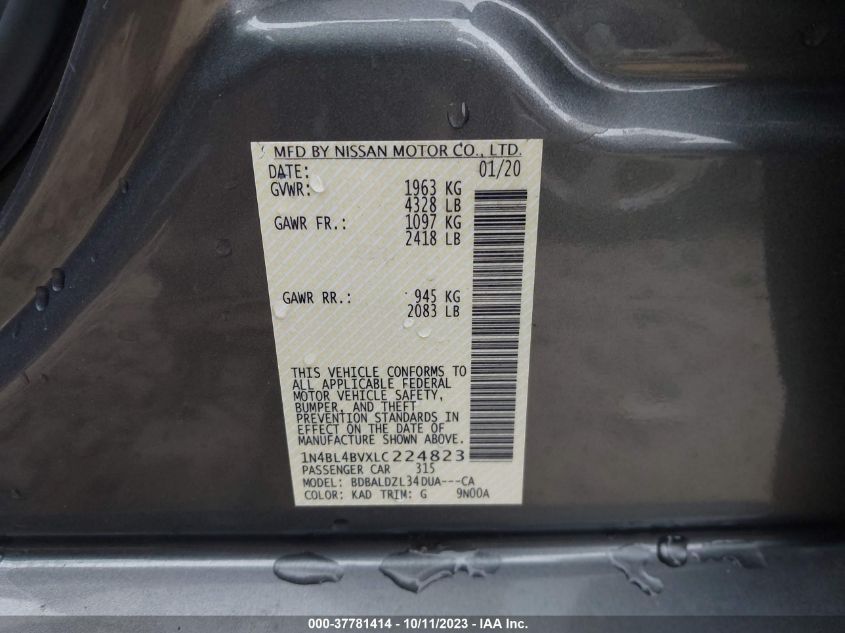 MFD BY NISSAN MOTOR CO., LTD.
DATE: 01/20
GVWR: 1963 KG
4328 LB
GAWR FR.: 1097 KG
2418 LB
GAWR RR.: 945 KG
2083 LB
THIS VEHICLE CONFORMS TO
ALL APPLICABLE FEDERAL
MOTOR VEHICLE SAFETY,
BUMPER, AND THEFT
PREVENTION STANDARDS IN
EFFECT ON THE DATE OF
MANUFACTURE SHOWN ABOVE.
1N4BL4BVXLC224823
PASSENGER CAR 315
MODEL: BDBALDZL34DUA---CA
COLOR: KAD TRIM: G 9N00A
000-37781414 - 10/11/2023 - IAA Inc.